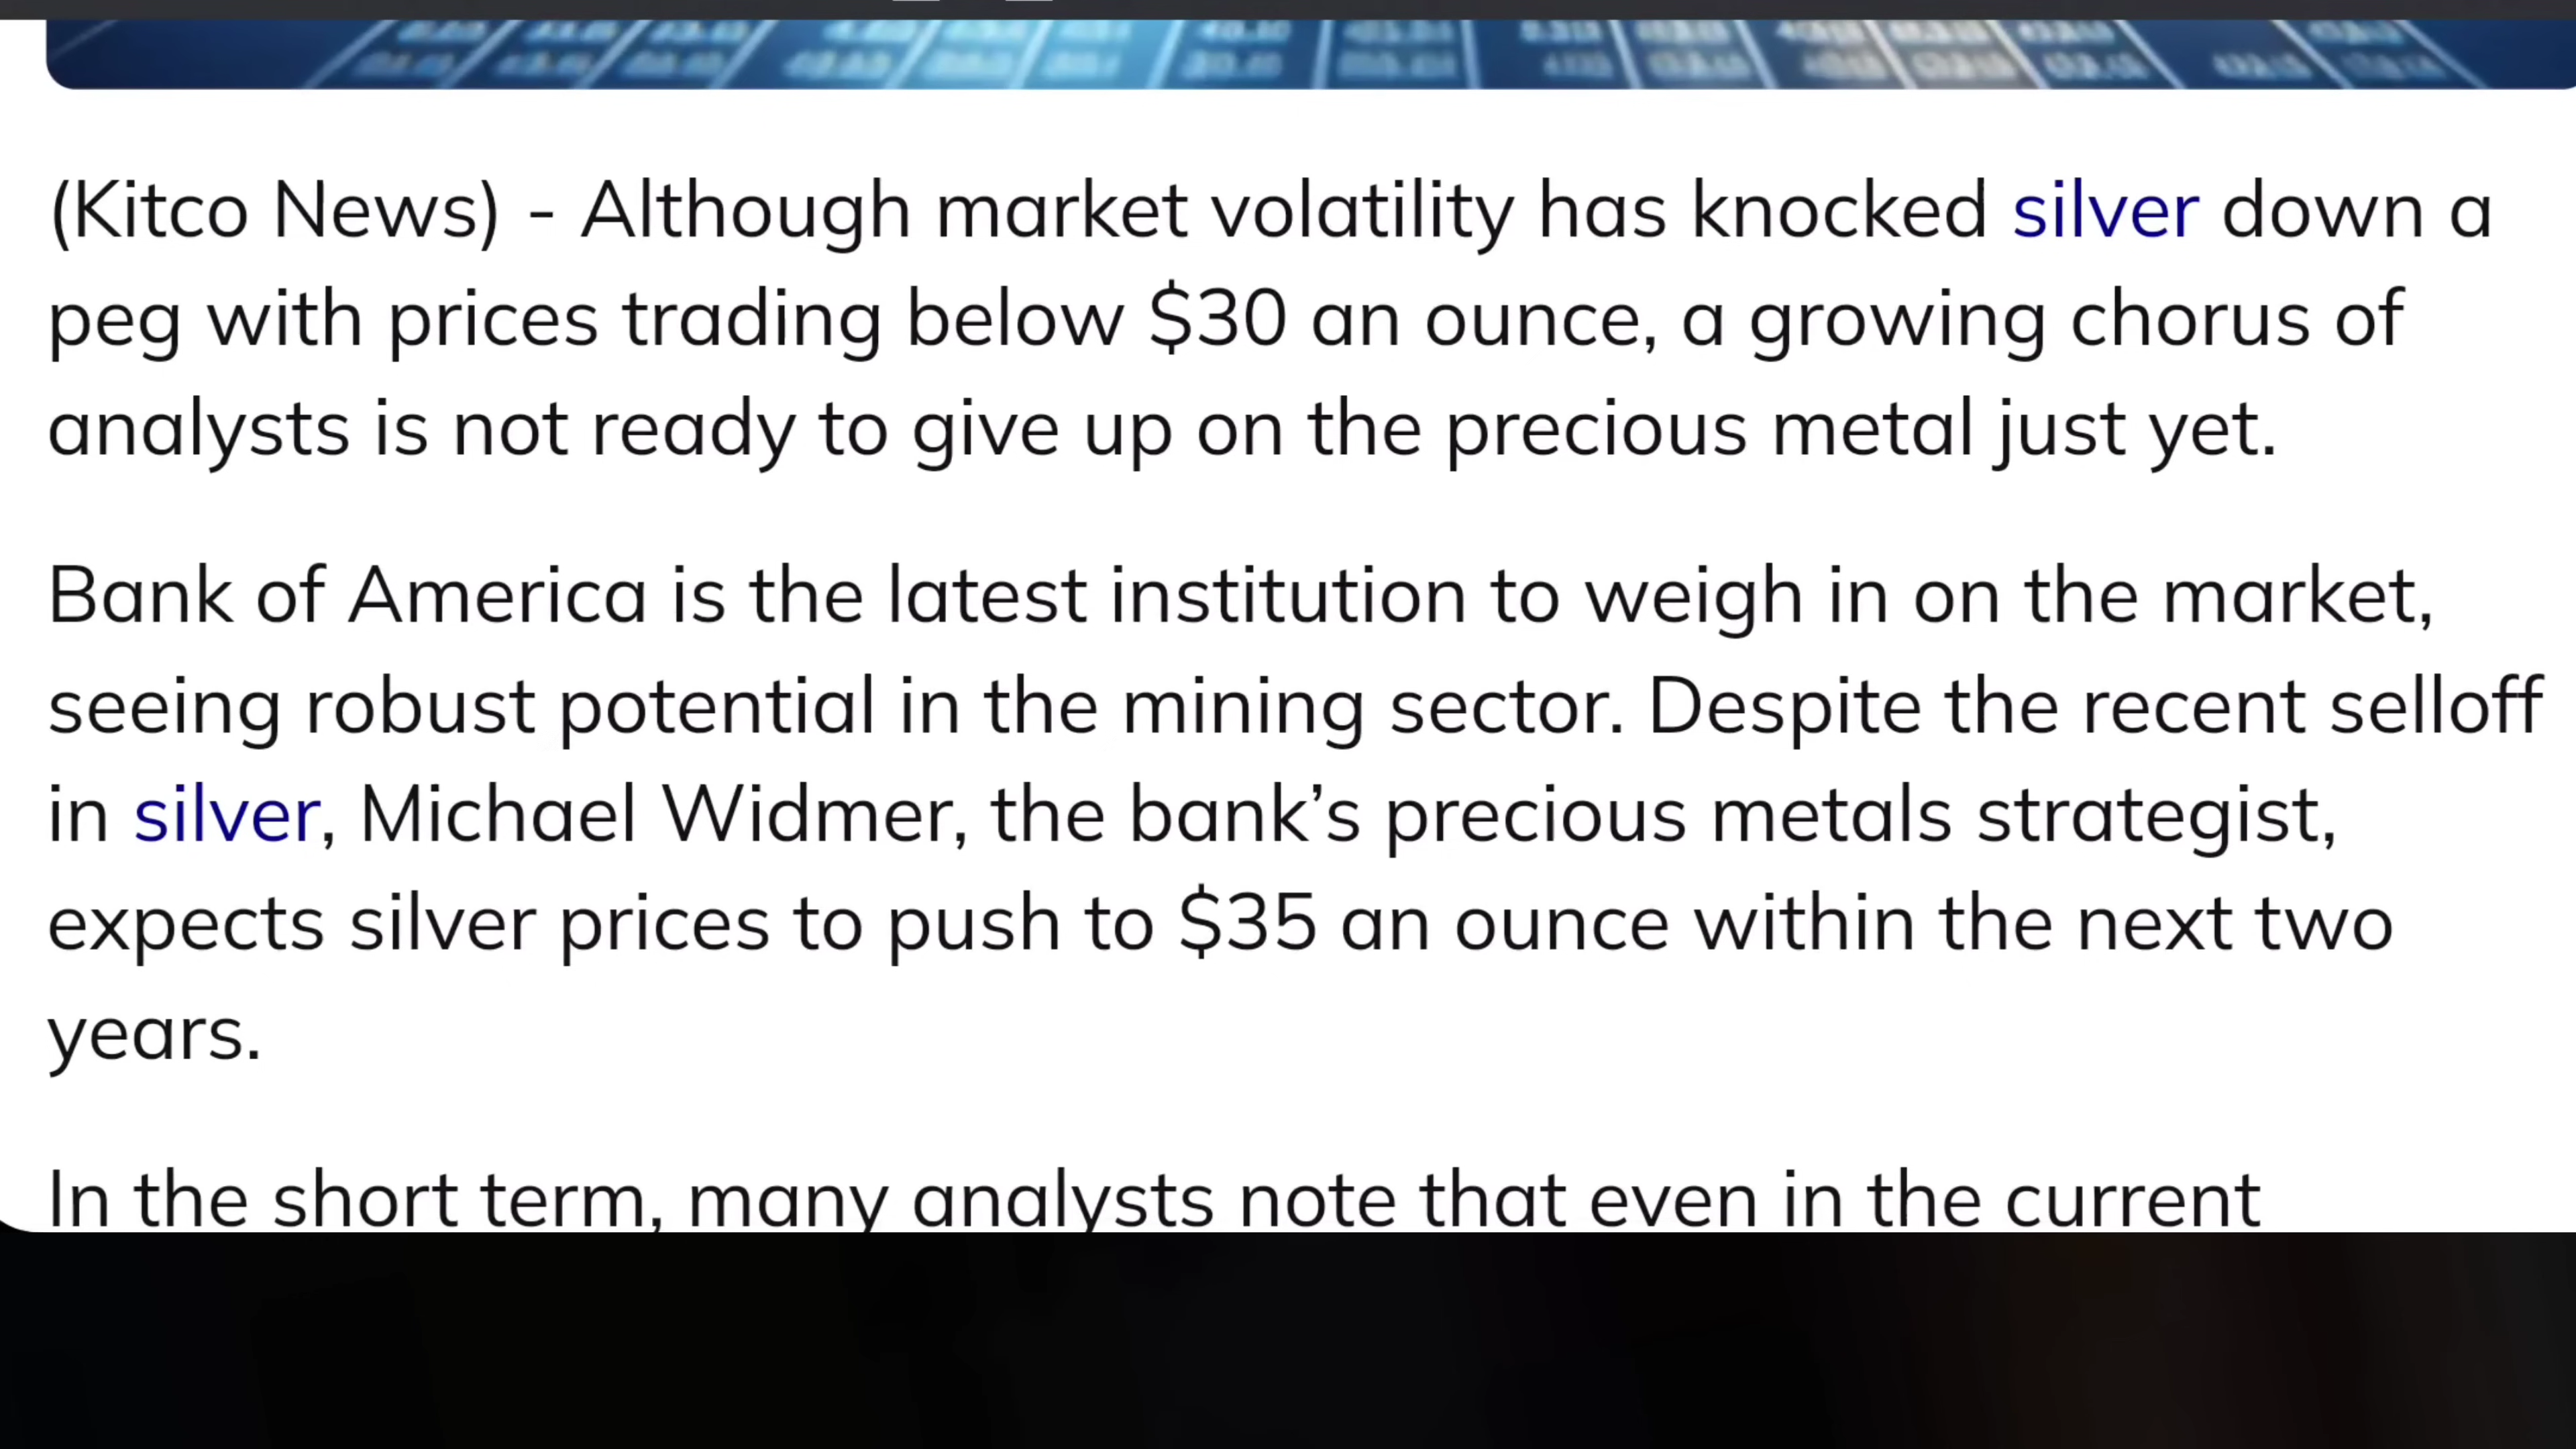 (Kitco News) - Although market volatility has knocked silver down a
peg with prices trading below $30 an ounce, a growing chorus of
analysts is not ready to give up on the precious metal just yet.
Bank of America is the latest institution to weigh in on the market,
seeing robust potential in the mining sector. Despite the recent selloff
in silver, Michael Widmer, the bank’s precious metals strategist,
expects silver prices to push to $35 an ounce within the next two
years.
In the short term, many analysts note that even in the current